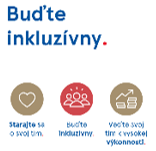 Buďte
inkluzívny.
Starajte sa
o svoj tím.
Buďte
inkluzívny.
Veďte svoj
tím k vysokej
výkonnosti.